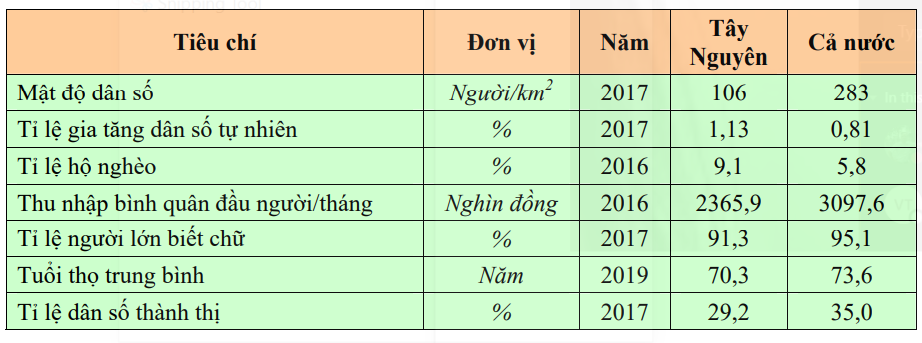 Tiêu chí Đơn vị Năm Tây Nguyên Cả nước
Mật độ dân số Người/km² 2017 106 283
Tỉ lệ gia tăng dân số tự nhiên % 2017 1,13 0,81
Tỉ lệ hộ nghèo % 2016 9,1 5,8
Thu nhập bình quân đầu người/tháng Nghìn đồng 2016 2365,9 3097,6
Tỉ lệ người lớn biết chữ % 2017 91,3 95,1
Tuổi thọ trung bình Năm 2019 70,3 73,6
Tỉ lệ dân số thành thị % 2017 29,2 35,0